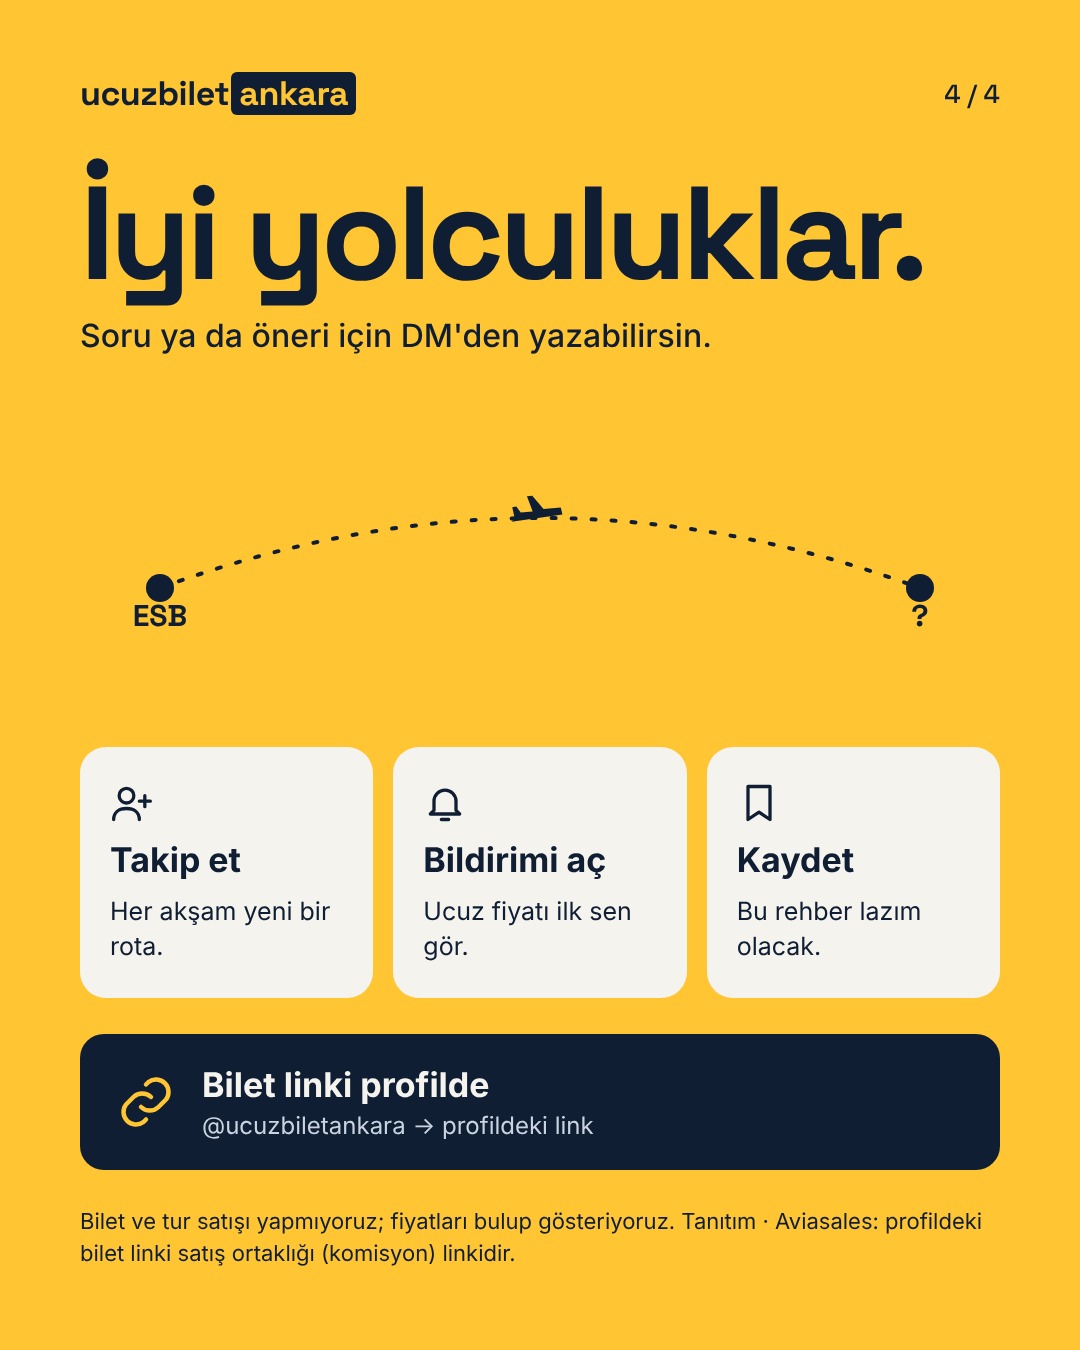 ucuzbilet ankara
4 / 4
İyi yolculuklar.
Soru ya da öneri için DM'den yazabilirsin.
ESB
?
Takip et
Her akşam yeni bir
rota.
Bildirimi aç
Ucuz fiyatı ilk sen
gör.
Kaydet
Bu rehber lazım
olacak.
Bilet linki profilde
@ucuzbiletankara → profildeki link
Bilet ve tur satışı yapmıyoruz; fiyatları bulup gösteriyoruz. Tanıtım · Aviasales: profildeki
bilet linki satış ortaklığı (komisyon) linkidir.